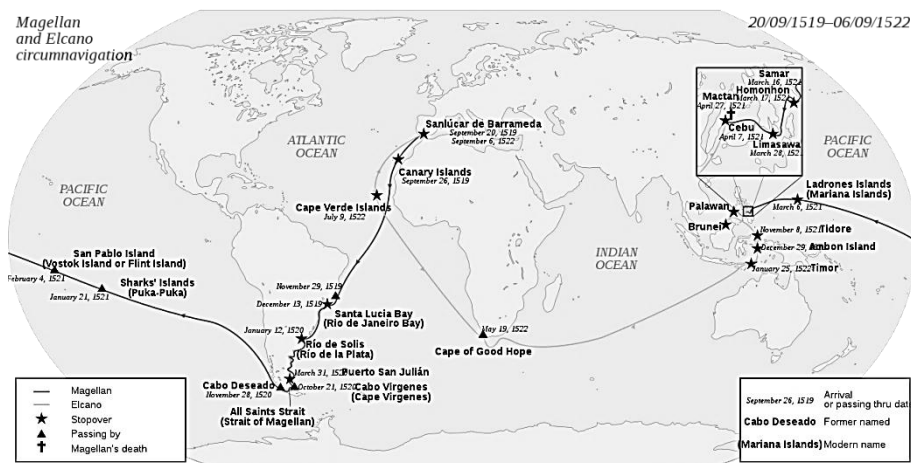 Magellan
and Elcano
circumnavigation
20/09/1519–06/09/1522
Samar
March 16, 1521
Homonhon
March 17, 1521
Mactan
April 27, 1521
Cebu
April 7, 1521
Limasawa
March 28, 1521
Sanlúcar de Barrameda
September 20, 1519
September 6, 1522
ATLANTIC
OCEAN
PACIFIC
OCEAN
Canary Islands
September 26, 1519
PACIFIC
OCEAN
Cape Verde Islands
July 9, 1522
Ladrones Islands
(Mariana Islands)
March 6, 1521
Palawan
Brunei
November 8, 1521 Tidore
December 29, Ambon Island
January 25, 1522
Timor
INDIAN
OCEAN
San Pablo Island
(Vostok Island or Flint Island)
February 4, 1521
Sharks' Islands
(Puka-Puka)
January 21, 1521
November 29, 1519
December 13, 1519
Santa Lucia Bay
(Rio de Janeiro Bay)
January 12, 1520
Río de Solis
(Río de la Plata)
May 19, 1522
Cape of Good Hope
March 31, Puerto San Julián
Cabo Deseado
November 28, 1520
October 21, 1520
Cabo Virgenes
(Cape Virgenes)
All Saints Strait
(Strait of Magellan)
Magellan
Elcano
Stopover
Passing by
Magellan's death
September 26, 1519 Arrival
or passing thru date
Cabo Deseado Former named
(Mariana Islands) Modern name